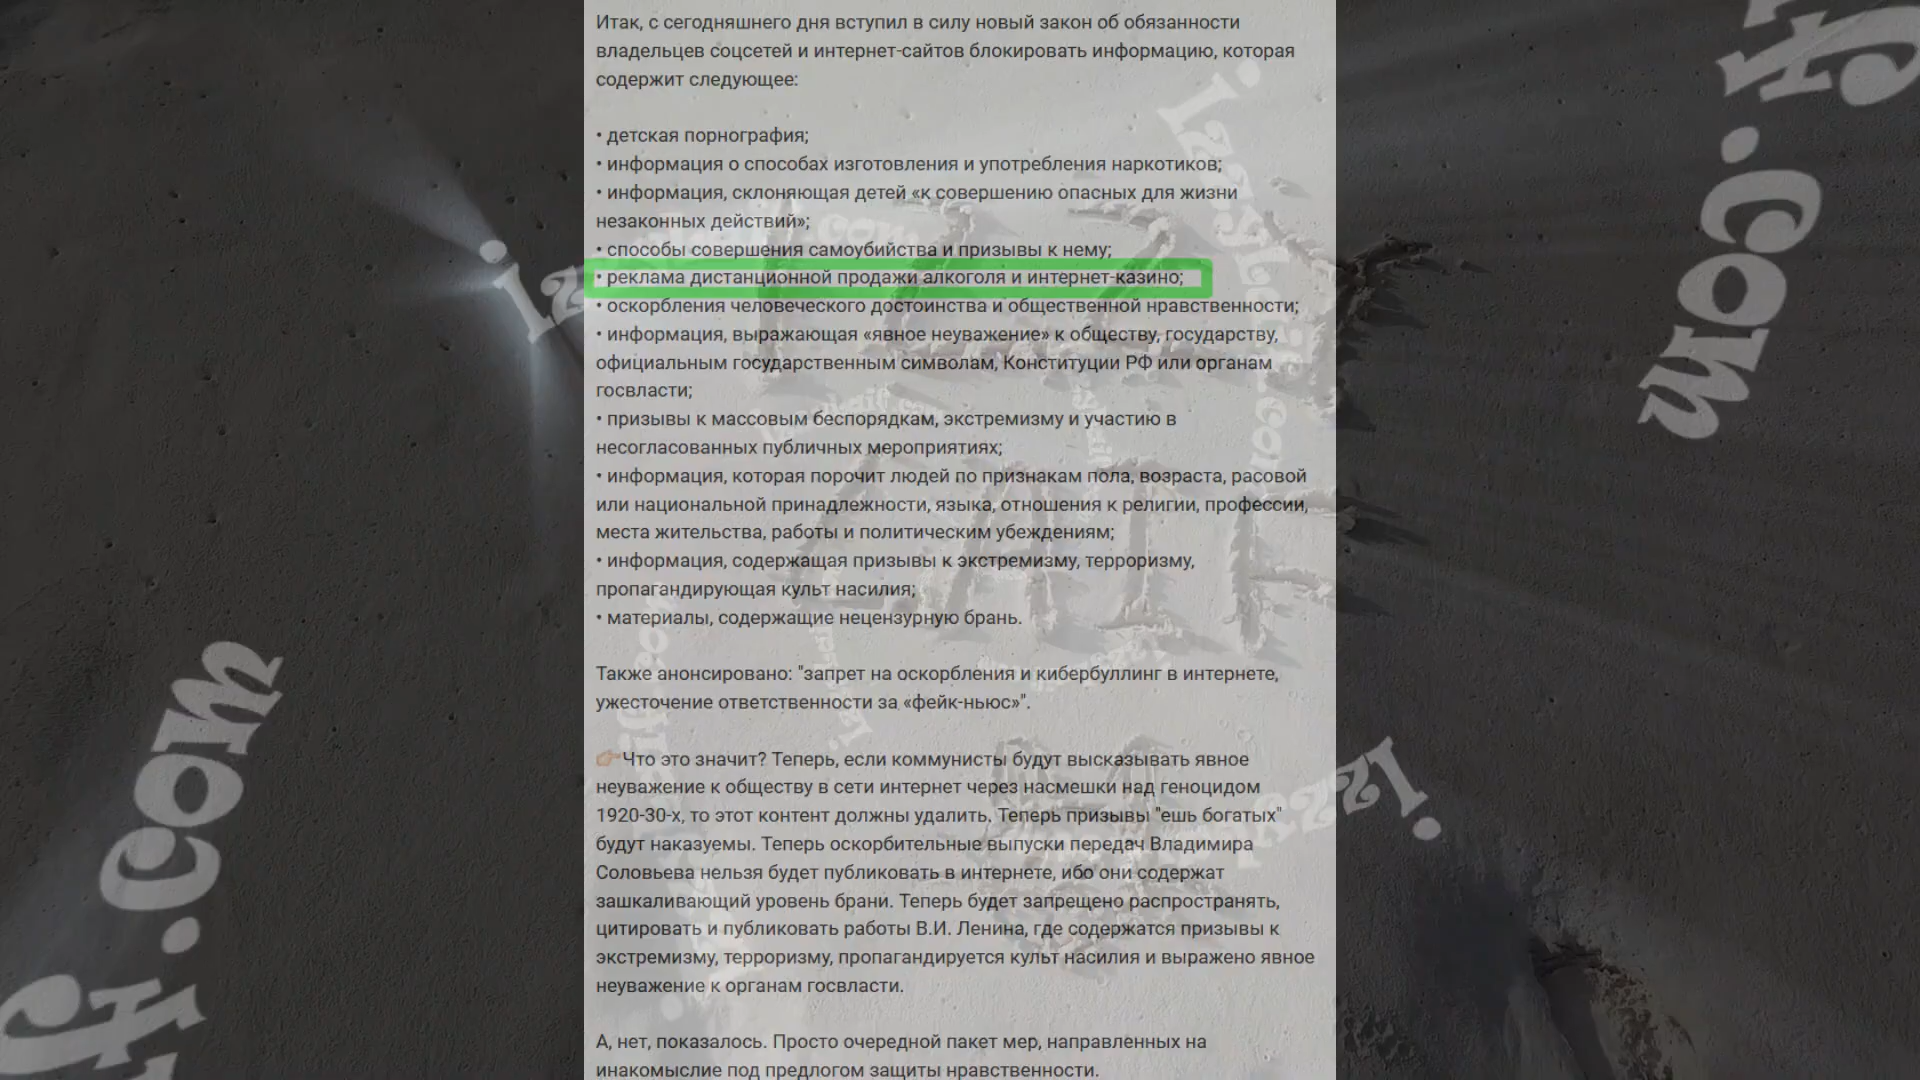 Итак, с сегодняшнего дня вступил в силу новый закон об обязанности
владельцев соцсетей и интернет-сайтов блокировать информацию, которая
содержит следующее:
• детская порнография;
• информация о способах изготовления и употребления наркотиков;
• информация, склоняющая детей «к совершению опасных для жизни
незаконных действий»;
• способы совершения самоубийства и призывы к нему;
• реклама дистанционной продажи алкоголя и интернет-казино;
• оскорбления человеческого достоинства и общественной нравственности;
• информация, выражающая «явное неуважение» к обществу, государству,
официальным государственным символам, Конституции РФ или органам
госвласти;
• призывы к массовым беспорядкам, экстремизму и участию в
несогласованных публичных мероприятиях;
• информация, которая порочит людей по признакам пола, возраста, расовой
или национальной принадлежности, языка, отношения к религии, профессии,
места жительства, работы и политическим убеждениям;
• информация, содержащая призывы к экстремизму, терроризму,
пропагандирующая культ насилия;
• материалы, содержащие нецензурную брань.
Также анонсировано: "запрет на оскорбления и кибербуллинг в интернете,
ужесточение ответственности за «фейк-ньюс»".
👉Что это значит? Теперь, если коммунисты будут высказывать явное
неуважение к обществу в сети интернет через насмешки над геноцидом
1920-30-х, то этот контент должны удалить. Теперь призывы "ешь богатых"
будут наказуемы. Теперь оскорбительные выпуски передач Владимира
Соловьева нельзя будет публиковать в интернете, ибо они содержат
зашкаливающий уровень брани. Теперь будет запрещено распространять,
цитировать и публиковать работы В.И. Ленина, где содержатся призывы к
экстремизму, терроризму, пропагандируется культ насилия и выражено явное
неуважение к органам госвласти.
А, нет, показалось. Просто очередной пакет мер, направленных на
инакомыслие под предлогом защиты нравственности.